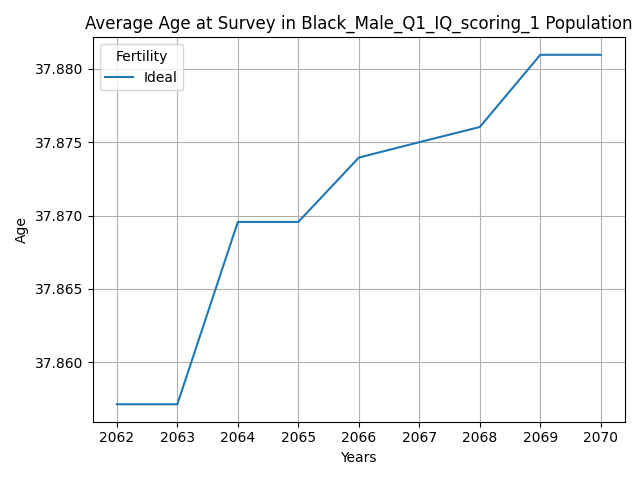 Average Age at Survey in Black_Male_Q1_IQ_scoring_1 Population
Fertility
Ideal
37.880
37.875
37.870
37.865
37.860
Age
2062 2063 2064 2065 2066 2067 2068 2069 2070
Years